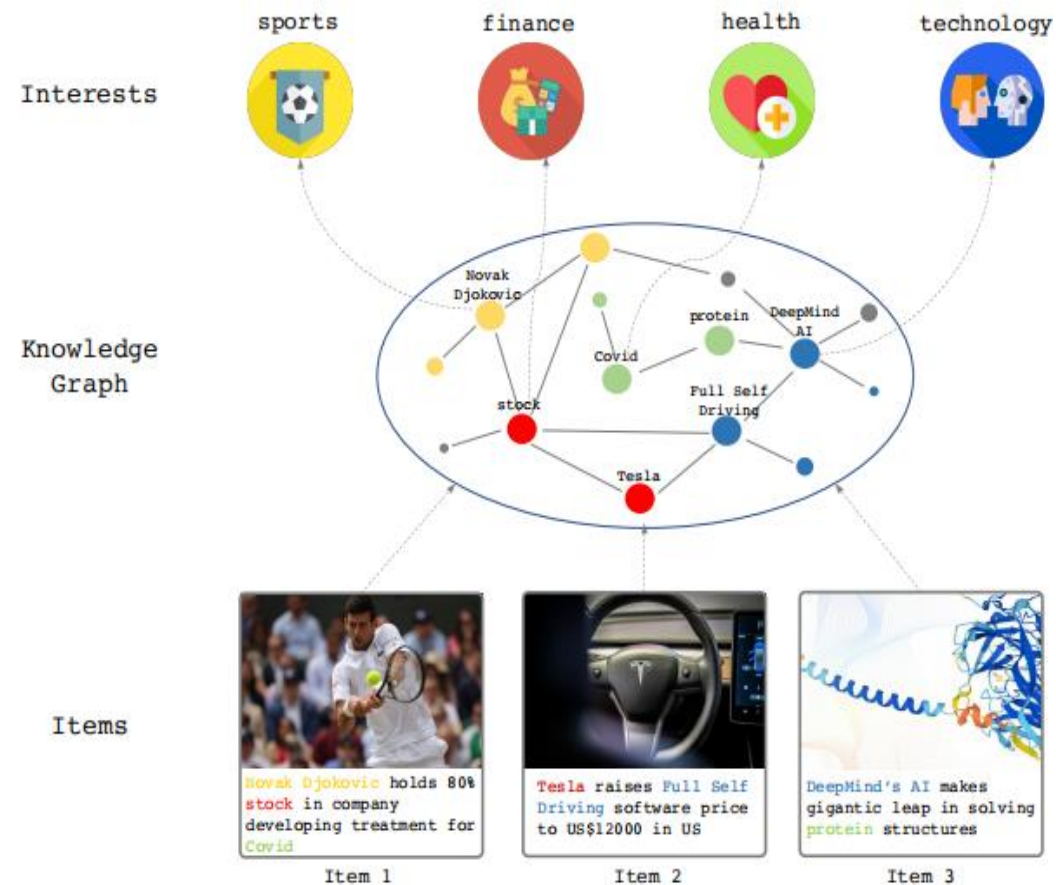 sports finance health technology
Interests
Novak
Djokovic
protein
DeepMind
AI
Covid
Knowledge
Graph
Full Self
Driving
stock
Tesla
Items
Novak Djokovic holds 80%
stock in company
developing treatment for
Covid
Tesla raises Full Self
Driving software price
to US$12000 in US
DeepMind's AI makes
gigantic leap in solving
protein structures
Item 1 Item 2 Item 3